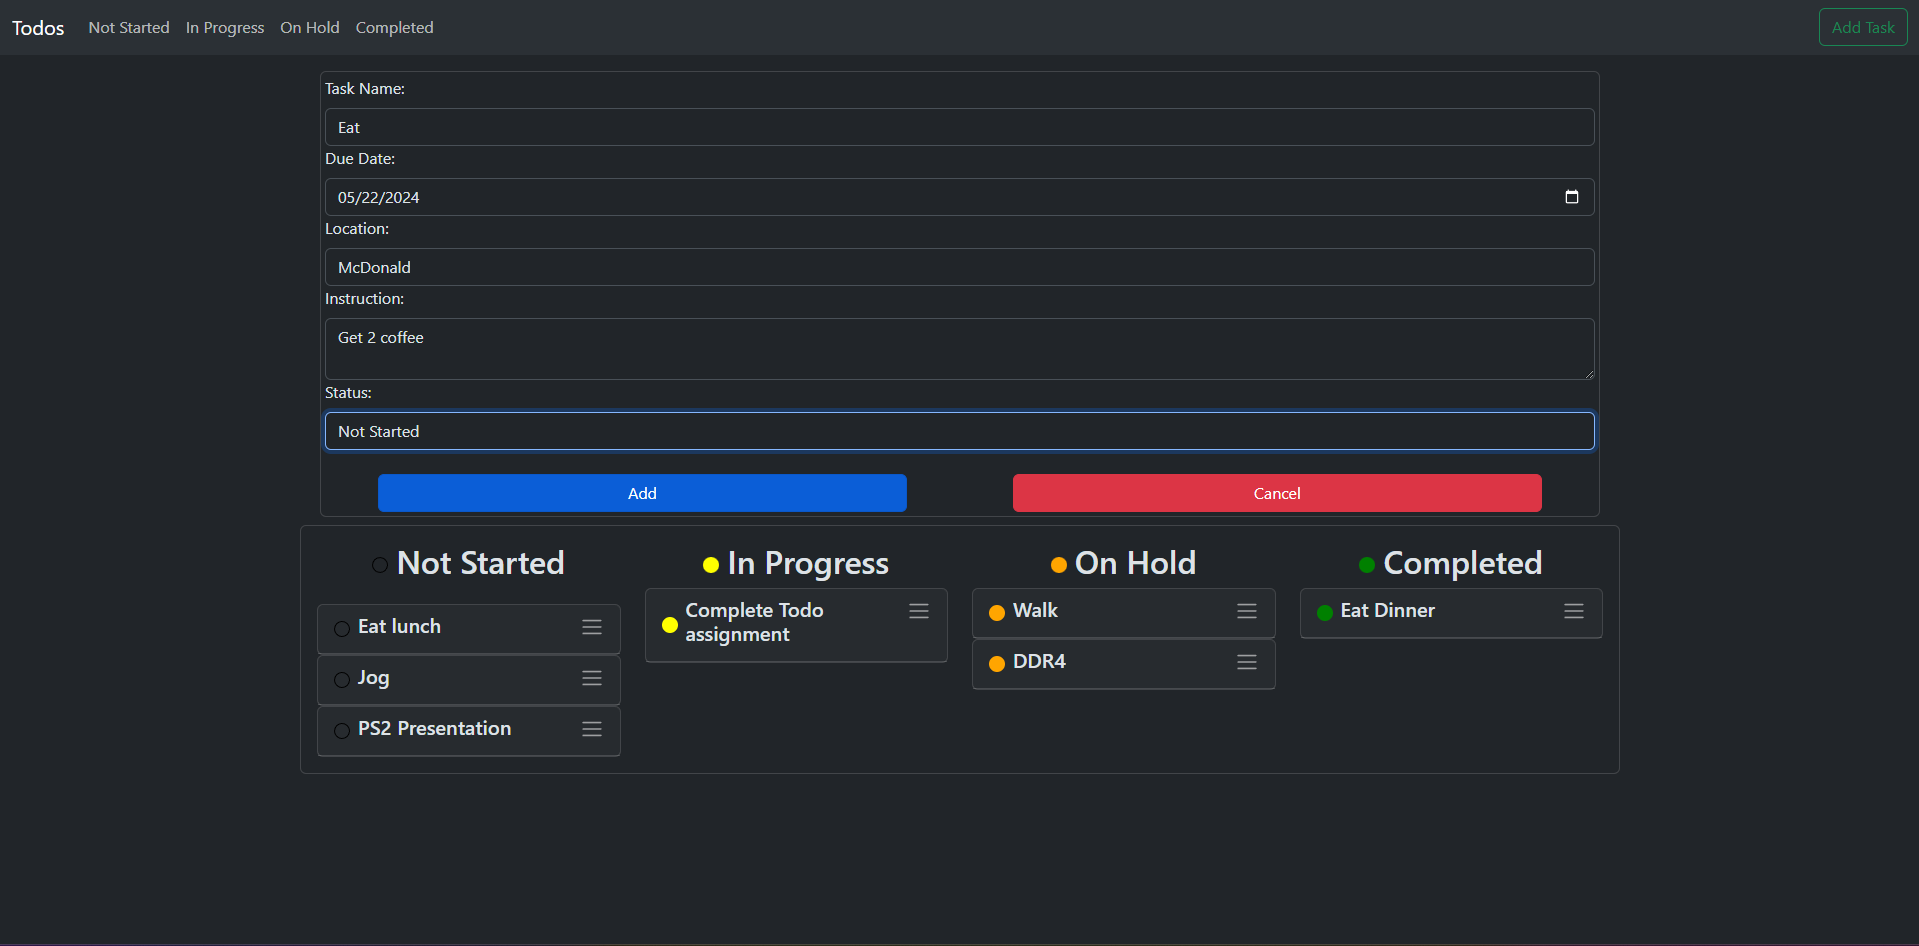 Todos Not Started In Progress On Hold Completed Add Task
Task Name:
Eat
Due Date:
05/22/2024
Location:
McDonald
Instruction:
Get 2 coffee
Status:
Not Started
Add Cancel
Not Started
Eat lunch
Jog
PS2 Presentation
In Progress
Complete Todo
assignment
On Hold
Walk
DDR4
Completed
Eat Dinner